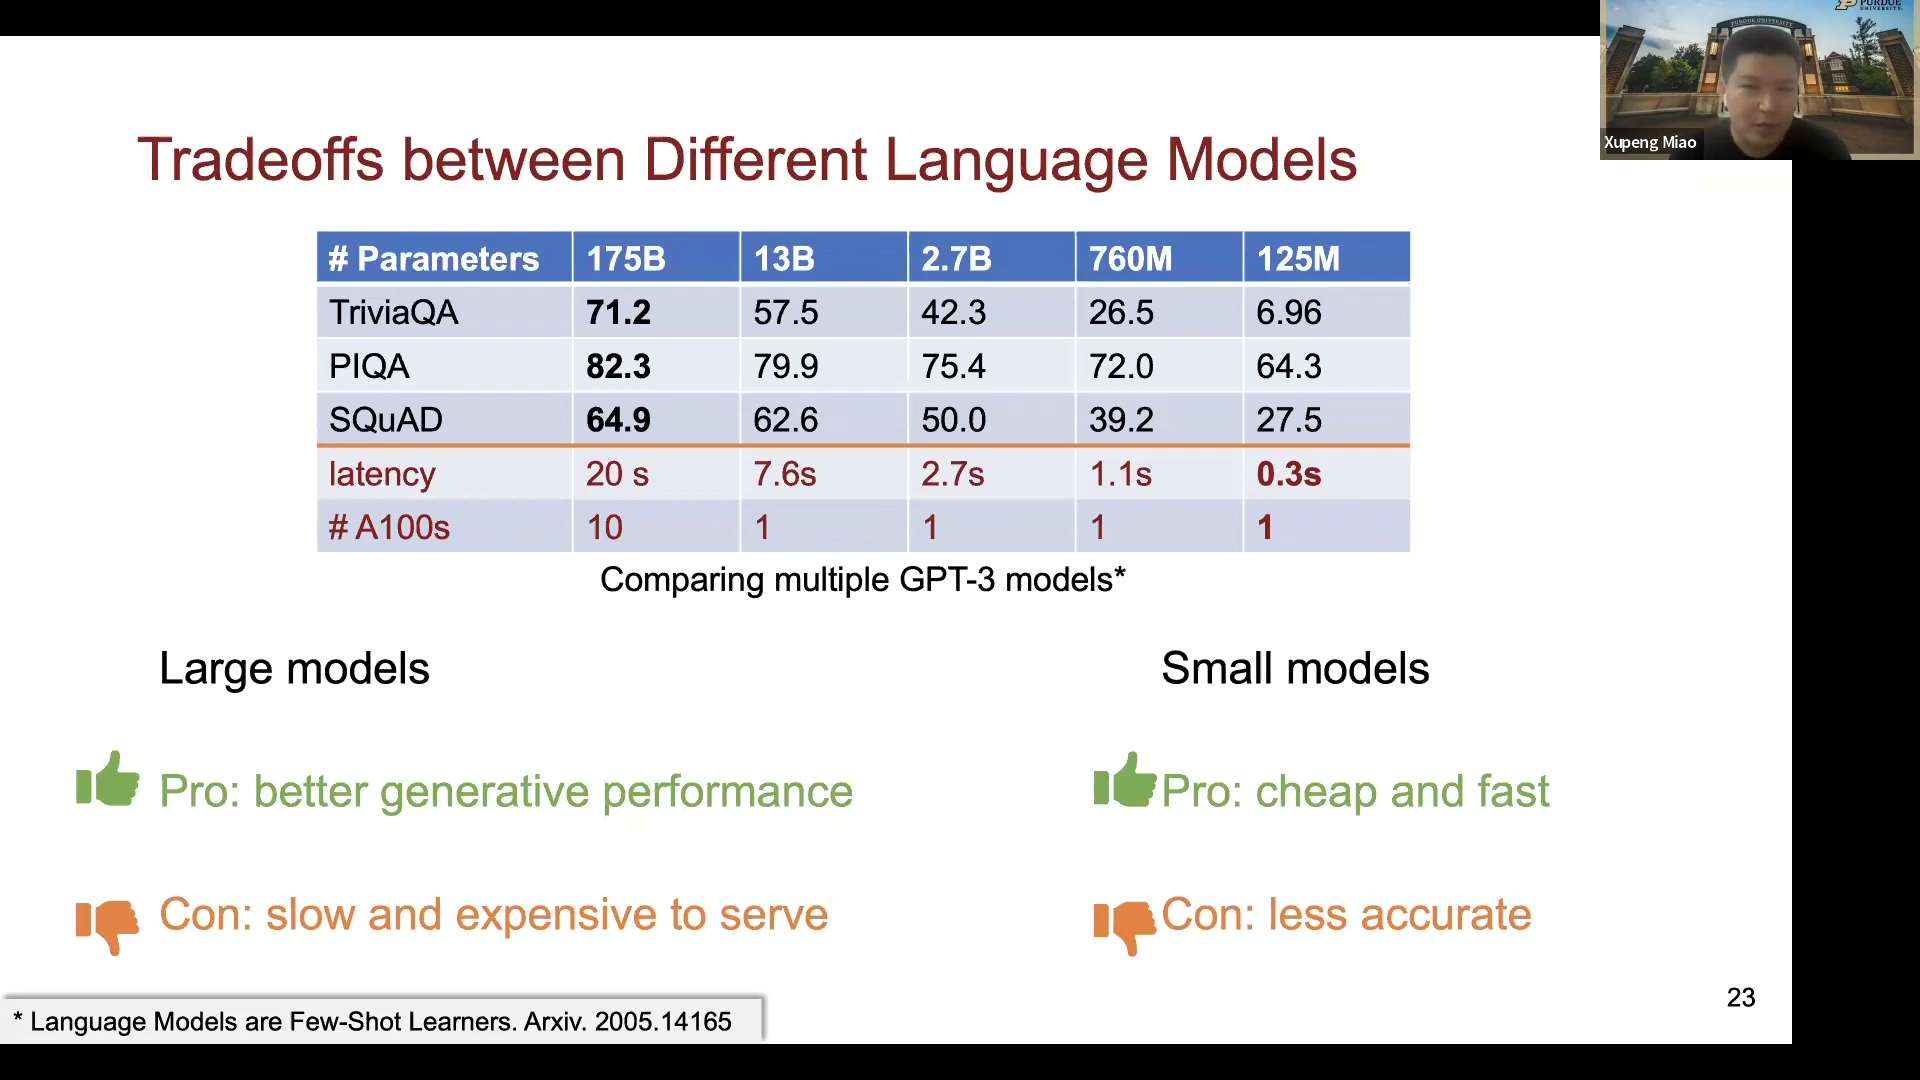 PURDUE
UNIVERSITY
PURDUE UNIVERSITY
Xupeng Miao
Tradeoffs between Different Language Models
# Parameters 175B 13B 2.7B 760M 125M
TriviaQA 71.2 57.5 42.3 26.5 6.96
PIQA 82.3 79.9 75.4 72.0 64.3
SQuAD 64.9 62.6 50.0 39.2 27.5
latency 20 s 7.6s 2.7s 1.1s 0.3s
# A100s 10 1 1 1 1
Comparing multiple GPT-3 models*
Large models
Pro: better generative performance
Con: slow and expensive to serve
Small models
Pro: cheap and fast
Con: less accurate
23
* Language Models are Few-Shot Learners. Arxiv. 2005.14165